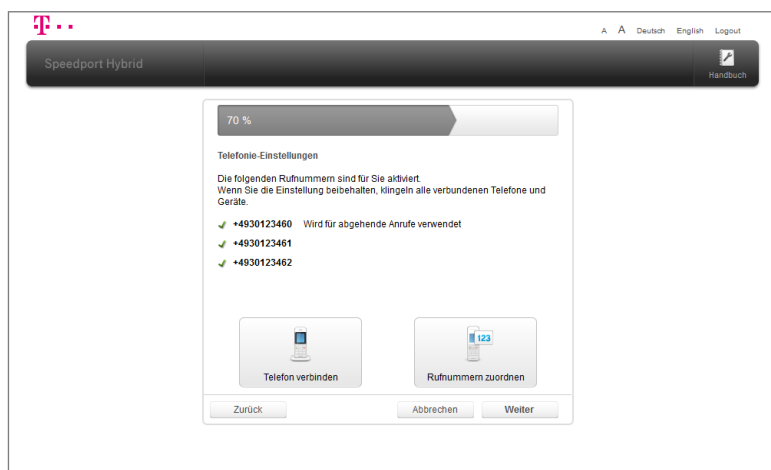 T
A A Deutsch English Logout
Speedport Hybrid
Handbuch
70 %
Telefonie-Einstellungen
Die folgenden Rufnummern sind für Sie aktiviert.
Wenn Sie die Einstellung beibehalten, klingeln alle verbundenen Telefone und
Geräte.
+4930123460 Wird für abgehende Anrufe verwendet
+4930123461
+4930123462
123
Telefon verbinden
Rufnummern zuordnen
Zurück
Abbrechen
Weiter